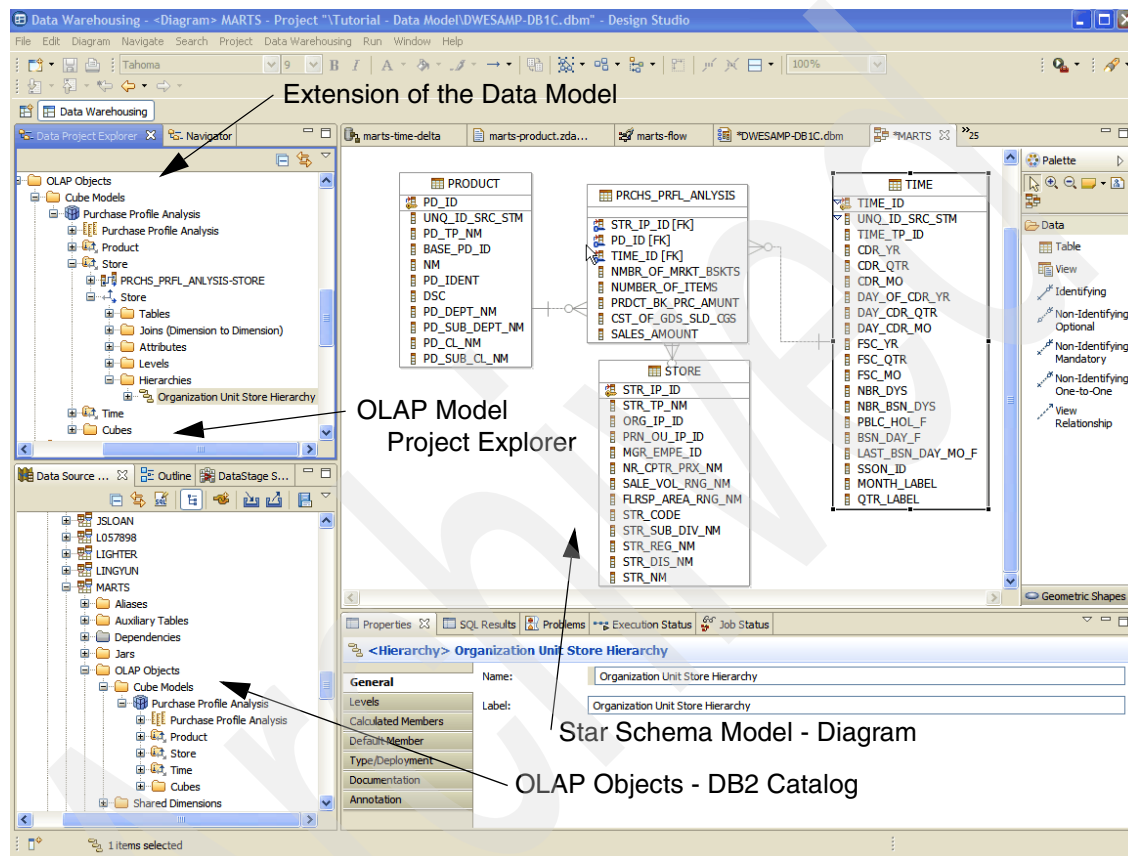 Data Warehousing - <Diagram> MARTS - Project "\Tutorial - Data Model\DWESAMP-DB1C.dbm" - Design Studio
File Edit Diagram Navigate Search Project Data Warehousing Run Window Help
Tahoma 9 B I A 100%
Extension of the Data Model
Data Warehousing
Data Project Explorer Navigator
marts-time-delta marts-product.zda... marts-flow *DWESAMP-DB1C.dbm *MARTS »25
OLAP Objects
Cube Models
Purchase Profile Analysis
Purchase Profile Analysis
Product
Store
PRCHS_PRFL_ANLYSIS-STORE
Store
Tables
Joins (Dimension to Dimension)
Attributes
Levels
Hierarchies
Organization Unit Store Hierarchy
Time
Cubes
OLAP Model
Project Explorer
PRODUCT
PD_ID
UNQ_ID_SRC_STM
PD_TP_NM
BASE_PD_ID
NM
PD_IDENT
DSC
PD_DEPT_NM
PD_SUB_DEPT_NM
PD_CL_NM
PD_SUB_CL_NM
PRCHS_PRFL_ANLYSIS
STR_IP_ID [FK]
PD_ID [FK]
TIME_ID [FK]
NMBR_OF_MRKT_BSKTS
NUMBER_OF_ITEMS
PRDCT_BK_PRC_AMUNT
CST_OF_GDS_SLD_CGS
SALES_AMOUNT
STORE
STR_IP_ID
STR_TP_NM
ORG_IP_ID
PRN_OU_IP_ID
MGR_EMPE_ID
NR_CPTR_PRX_NM
SALE_VOL_RNG_NM
FLRSP_AREA_RNG_NM
STR_CODE
STR_SUB_DIV_NM
STR_REG_NM
STR_DIS_NM
STR_NM
TIME
TIME_ID
UNQ_ID_SRC_STM
TIME_TP_ID
CDR_YR
CDR_QTR
CDR_MO
DAY_OF_CDR_YR
DAY_CDR_QTR
DAY_CDR_MO
FSC_YR
FSC_QTR
FSC_MO
NBR_DYS
NBR_BSN_DYS
PBLC_HOL_F
BSN_DAY_F
LAST_BSN_DAY_MO_F
SSON_ID
MONTH_LABEL
QTR_LABEL
Palette
Data
Table
View
Identifying
Non-Identifying
Optional
Non-Identifying
Mandatory
Non-Identifying
One-to-One
View
Relationship
Geometric Shapes
Data Source ... Outline DataStage S...
JSLOAN
L057898
LIGHTER
LINGYUN
MARTS
Aliases
Auxiliary Tables
Dependencies
Jars
OLAP Objects
Cube Models
Purchase Profile Analysis
Purchase Profile Analysis
Product
Store
Time
Cubes
Shared Dimensions
Properties SQL Results Problems Execution Status Job Status
<Hierarchy> Organization Unit Store Hierarchy
General
Levels
Calculated Members
Default Member
Type/Deployment
Documentation
Annotation
Name: Organization Unit Store Hierarchy
Label: Organization Unit Store Hierarchy
Star Schema Model - Diagram
OLAP Objects - DB2 Catalog
1 items selected